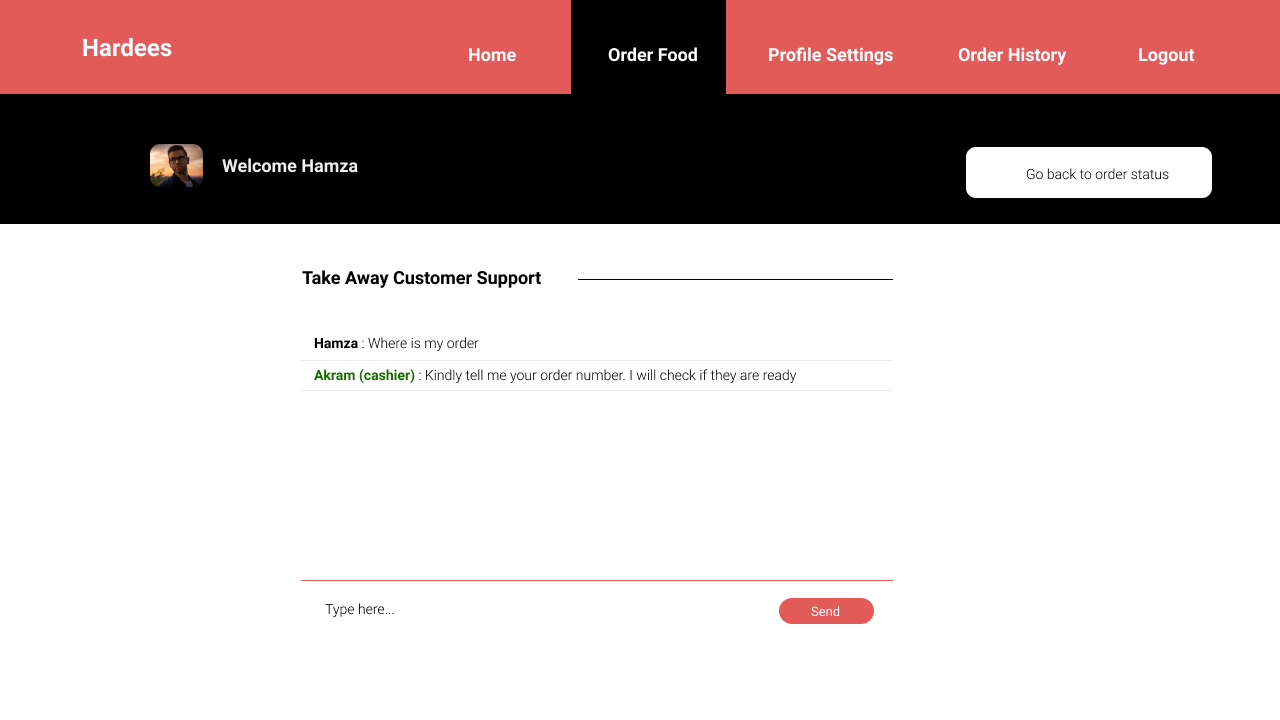 Hardees
Home
Order Food
Profile Settings
Order History
Logout
Welcome Hamza
Go back to order status
Take Away Customer Support
Hamza : Where is my order
Akram (cashier) : Kindly tell me your order number. I will check if they are ready
Type here...
Send